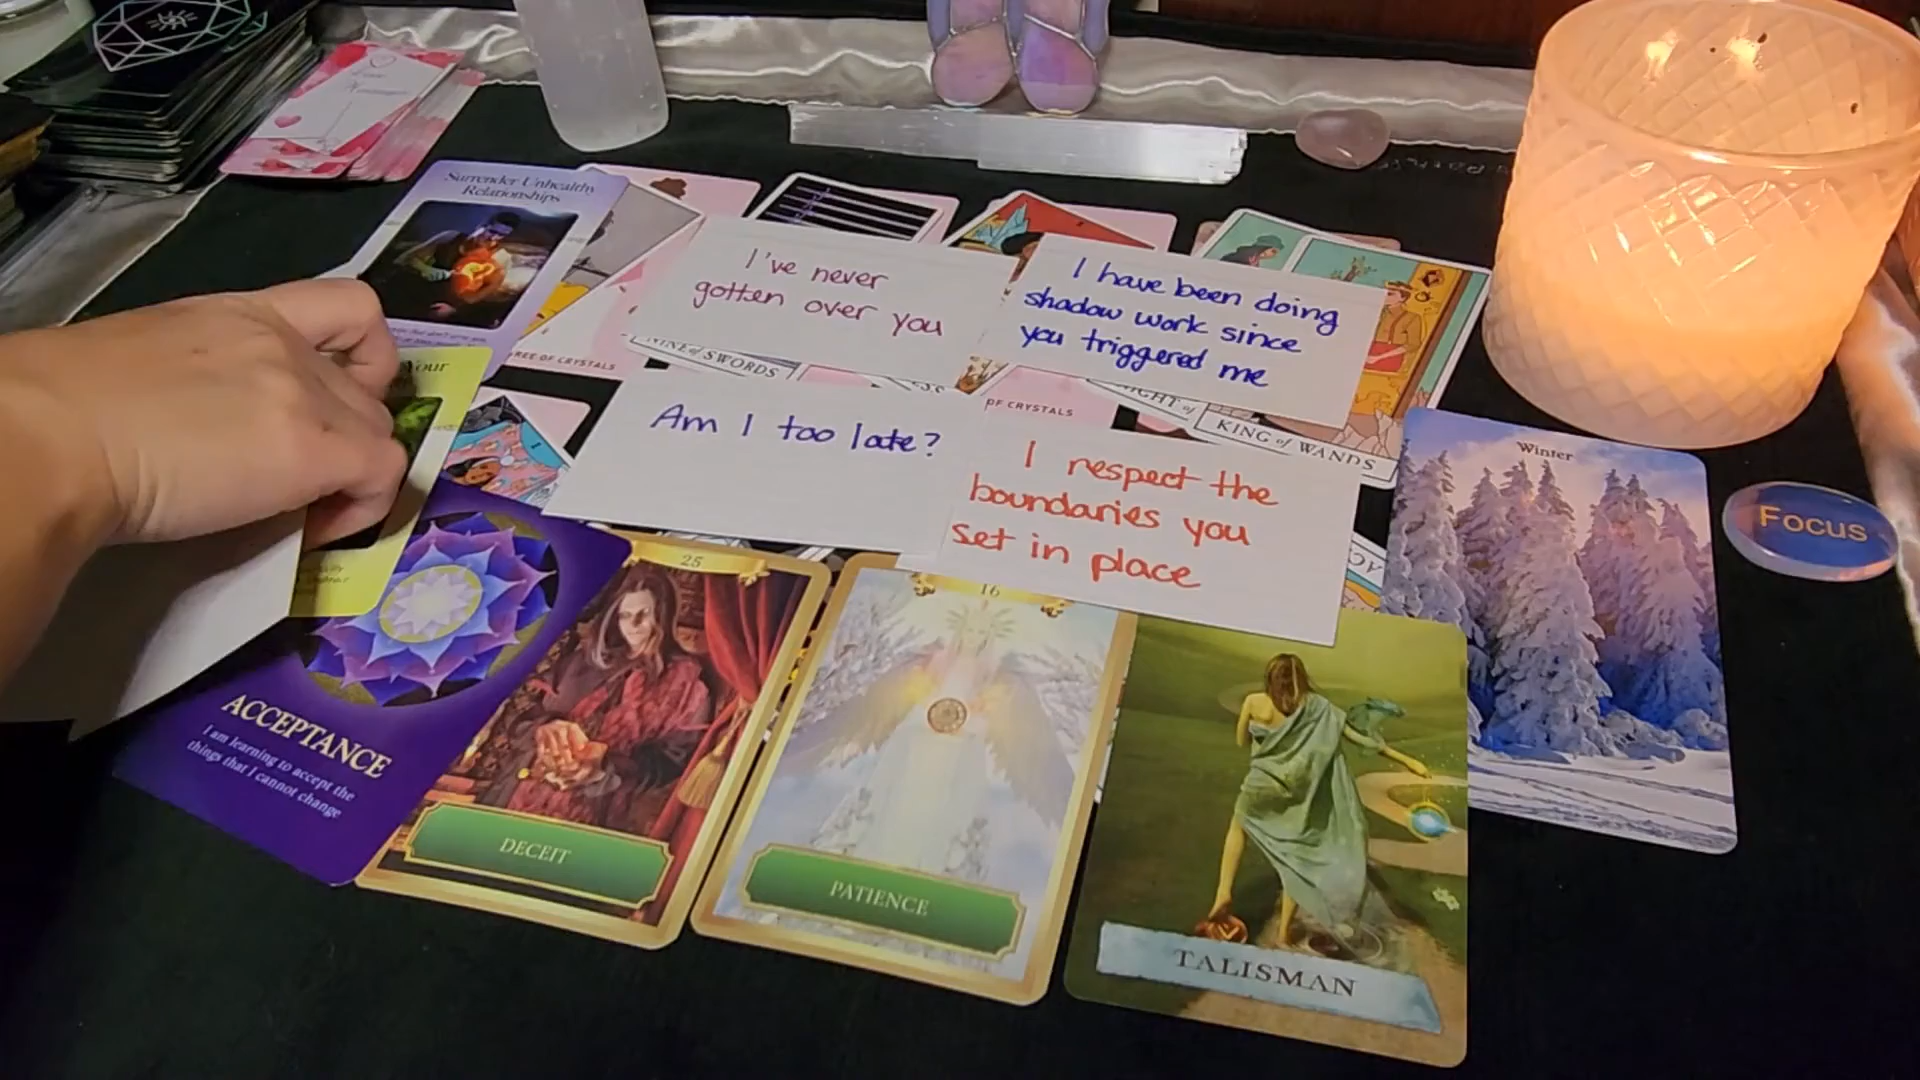 Surrender Unhealthy
Relationships
I've never
gotten over you
I have been doing
shadow work since
you triggered me
NINE of SWORDS
OF CRYSTALS
KING of WANDS
Am I too late?
I respect the
boundaries you
set in place
Winter
Focus
25
16
ACCEPTANCE
I am learning to accept the
things that I cannot change
DECEIT
PATIENCE
TALISMAN